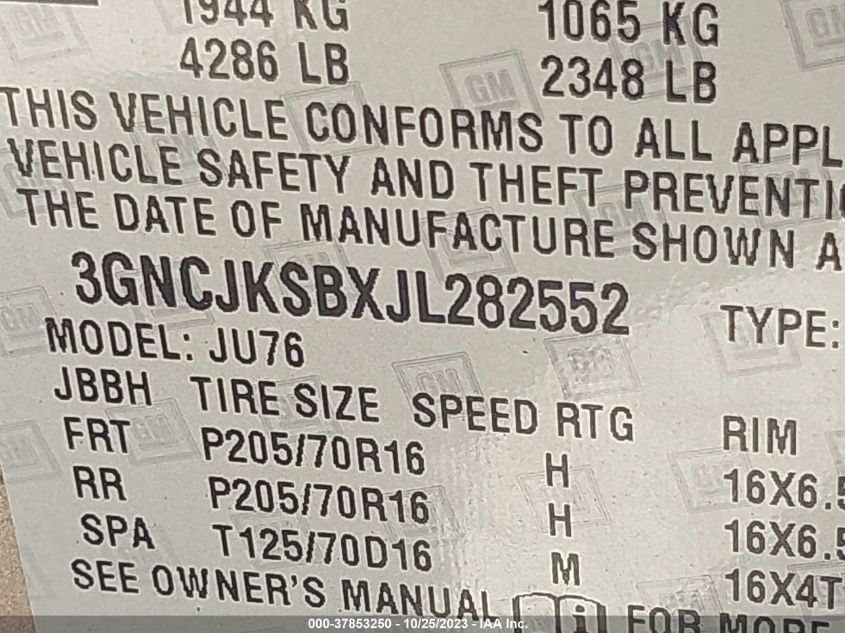 1944 KG 1065 KG
4286 LB 2348 LB
THIS VEHICLE CONFORMS TO ALL APPL
VEHICLE SAFETY AND THEFT PREVENTI
THE DATE OF MANUFACTURE SHOWN A
3GNCJKSBXJL282552 TYPE:
MODEL: JU76
JBBH TIRE SIZE SPEED RTG RIM
FRT P205/70R16 H 16X6.5
RR P205/70R16 H 16X6.5
SPA T125/70D16 M 16X4T
SEE OWNER'S MANUAL i FOR MORE
000-37853250 - 10/25/2023 - IAA Inc.